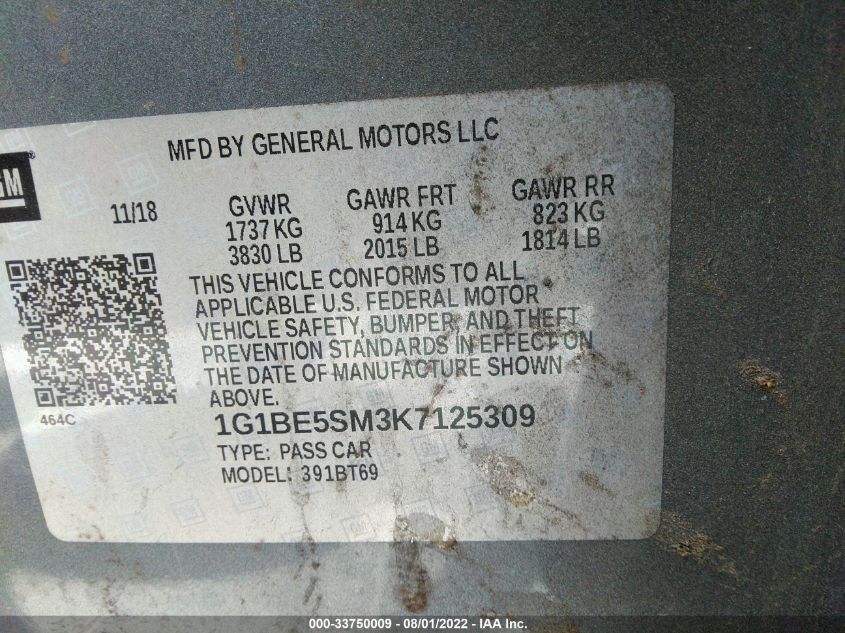 MFD BY GENERAL MOTORS LLC
GM
11/18
GVWR
1737 KG
3830 LB
GAWR FRT
914 KG
2015 LB
GAWR RR
823 KG
1814 LB
THIS VEHICLE CONFORMS TO ALL
APPLICABLE U.S. FEDERAL MOTOR
VEHICLE SAFETY, BUMPER, AND THEFT
PREVENTION STANDARDS IN EFFECT ON
THE DATE OF MANUFACTURE SHOWN
ABOVE.
464C
1G1BE5SM3K7125309
TYPE: PASS CAR
MODEL: 391BT69
000-33750009 - 08/01/2022 - IAA Inc.